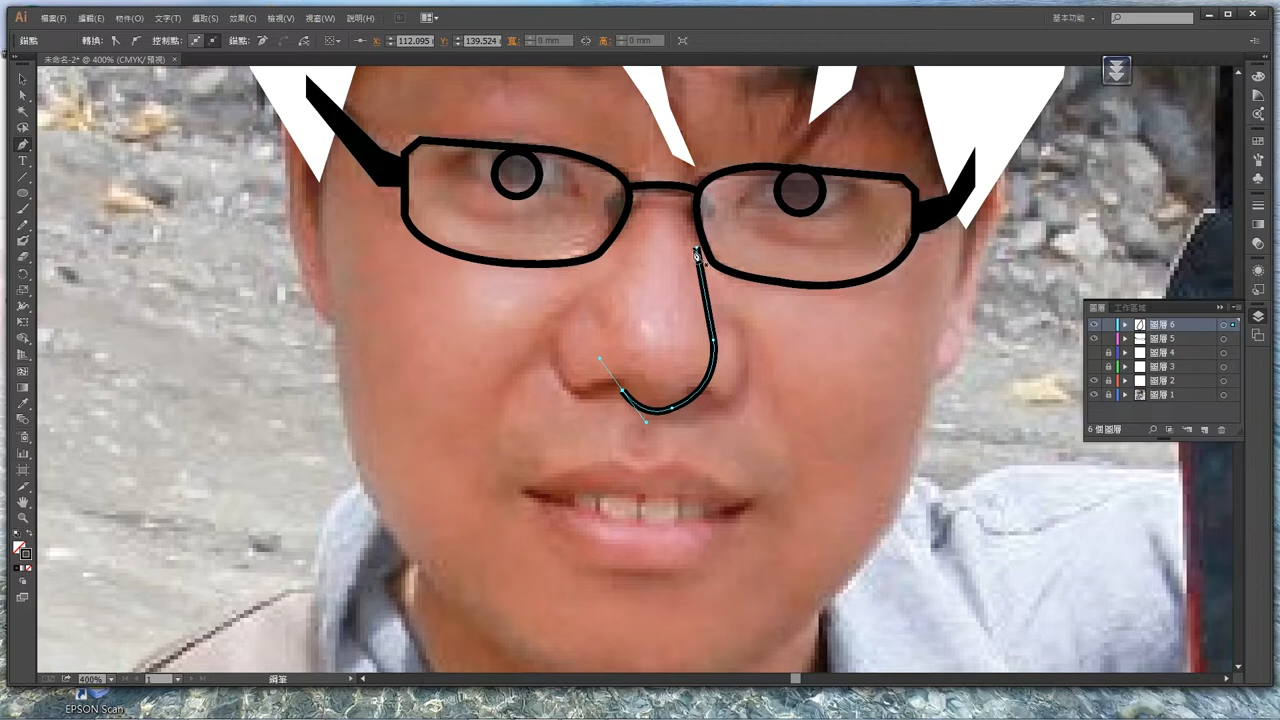 Ai 檔案(F) 編輯(E) 物件(O) 文字(T) 選取(S) 效果(C) 檢視(V) 視窗(W) 說明(H) 基本功能
錨點 轉換: 控制點: 錨點: X: 112.095 Y: 139.524 寬: 0 mm 高: 0 mm
未命名-2* @ 400% (CMYK/預視) ×
圖層 工作區域
圖層 6
圖層 5
圖層 4
圖層 3
圖層 2
圖層 1
6 個圖層
400% 1 鋼筆
EPSON Scan